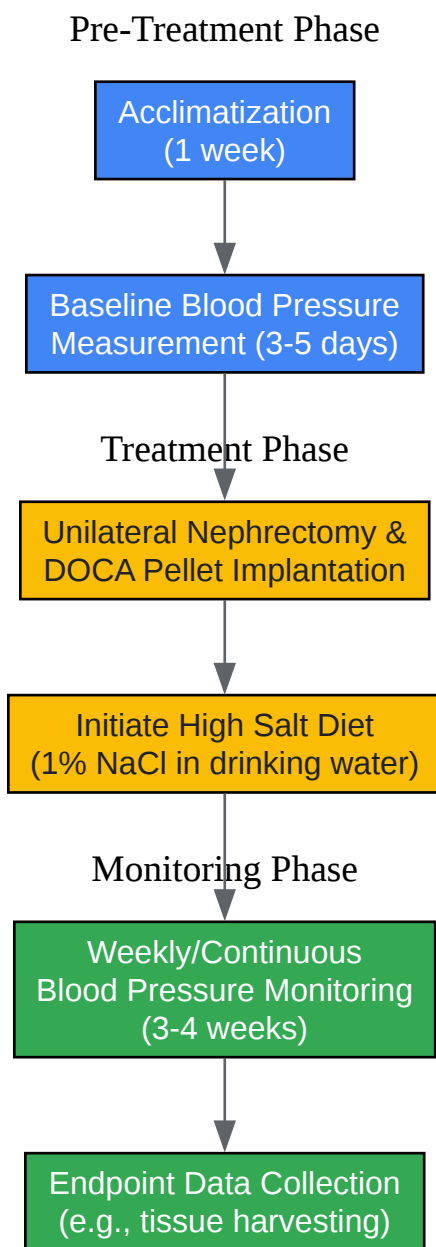 Pre-Treatment Phase
Acclimatization
(1 week)
Baseline Blood Pressure
Measurement (3-5 days)
Treatment Phase
Unilateral Nephrectomy &
DOCA Pellet Implantation
Initiate High Salt Diet
(1% NaCl in drinking water)
Monitoring Phase
Weekly/Continuous
Blood Pressure Monitoring
(3-4 weeks)
Endpoint Data Collection
(e.g., tissue harvesting)